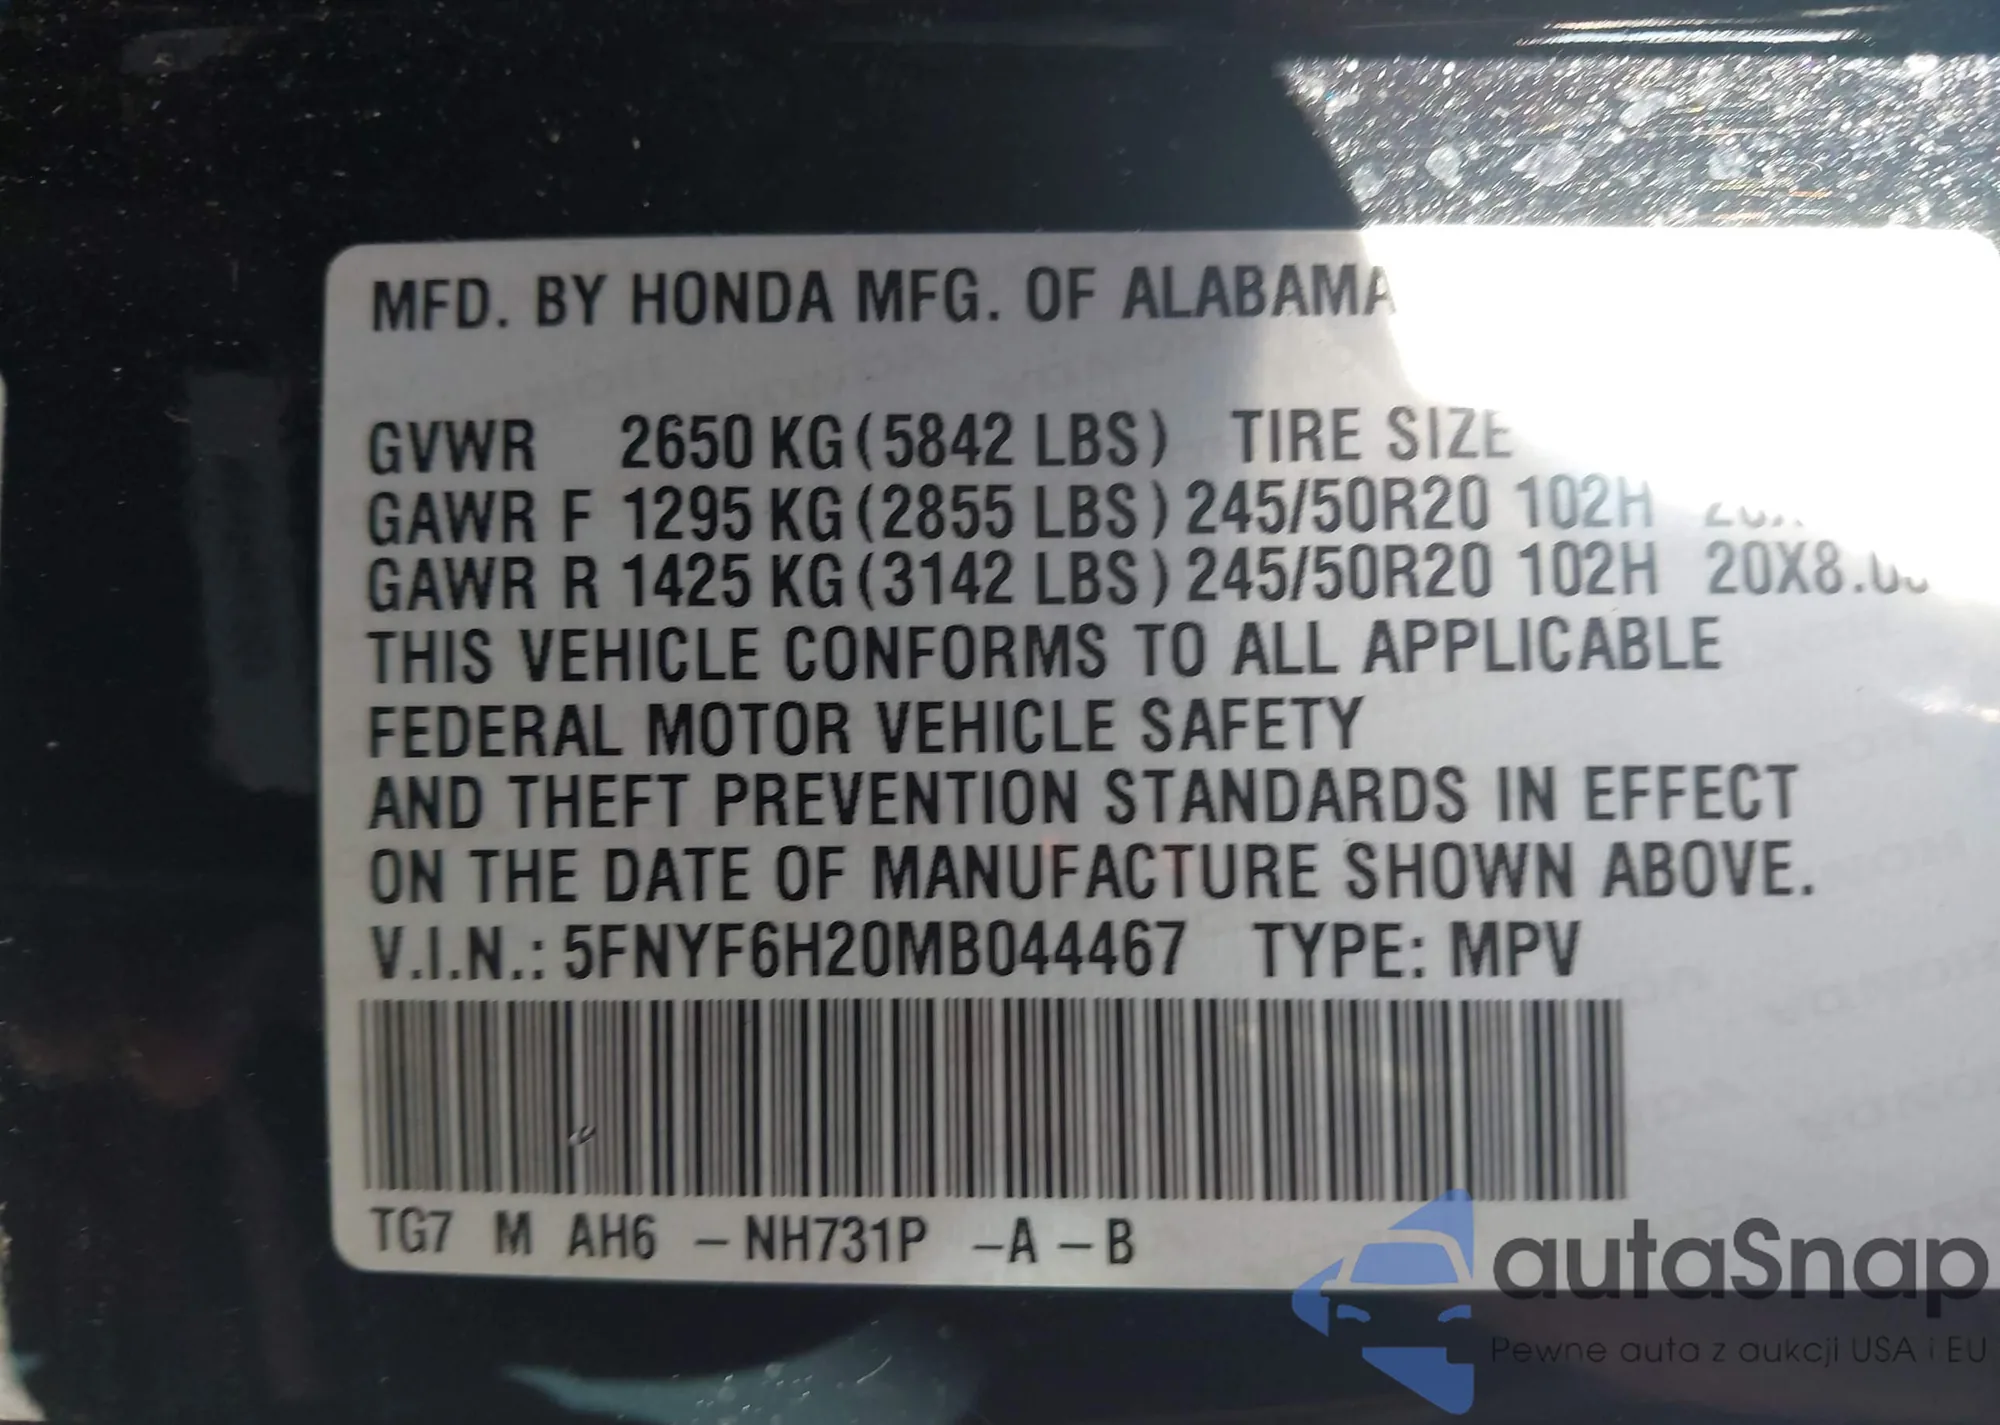 MFD. BY HONDA MFG. OF ALABAMA
GVWR 2650 KG (5842 LBS) TIRE SIZE
GAWR F 1295 KG (2855 LBS) 245/50R20 102H
GAWR R 1425 KG (3142 LBS) 245/50R20 102H
THIS VEHICLE CONFORMS TO ALL APPLICABLE
FEDERAL MOTOR VEHICLE SAFETY
AND THEFT PREVENTION STANDARDS IN EFFECT
ON THE DATE OF MANUFACTURE SHOWN ABOVE.
V.I.N.: 5FNYF6H20MB044467 TYPE: MPV
TG7 M AH6 –NH731P –A –B
autaSnap
Pewne auta z aukcji USA i EU